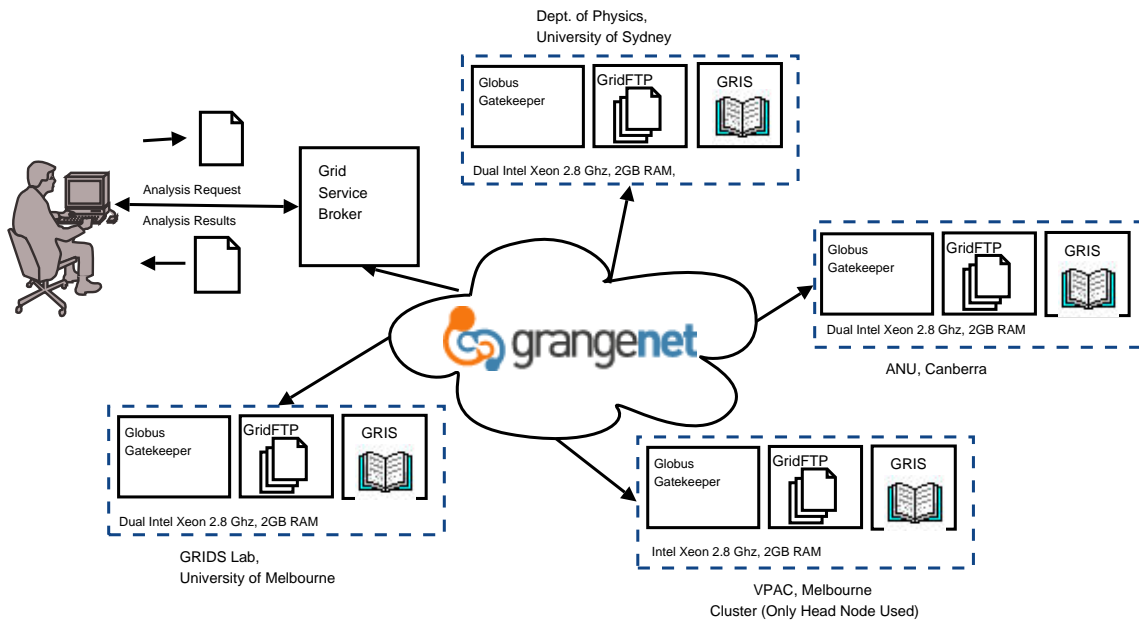 Dept. of Physics,
University of Sydney
Globus
Gatekeeper
GridFTP
GRIS
Dual Intel Xeon 2.8 Ghz, 2GB RAM,
Analysis Request
Analysis Results
Grid
Service
Broker
Globus
Gatekeeper
GridFTP
GRIS
Dual Intel Xeon 2.8 Ghz, 2GB RAM
ANU, Canberra
grangenet
Globus
Gatekeeper
GridFTP
GRIS
Dual Intel Xeon 2.8 Ghz, 2GB RAM
GRIDS Lab,
University of Melbourne
Globus
Gatekeeper
GridFTP
GRIS
Intel Xeon 2.8 Ghz, 2GB RAM
VPAC, Melbourne
Cluster (Only Head Node Used)